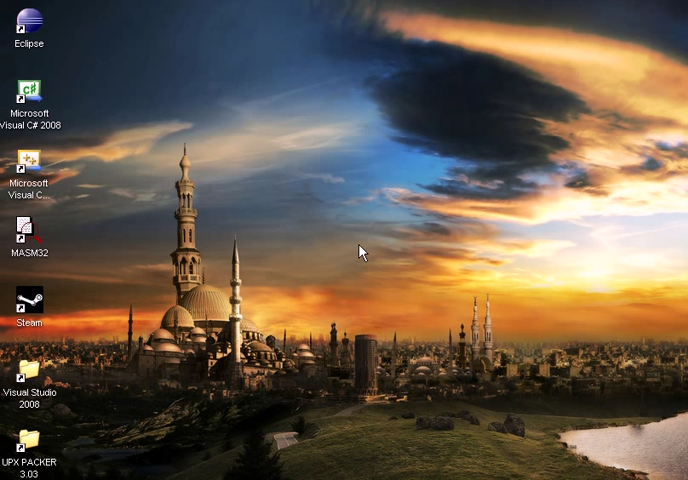 Eclipse
Microsoft
Visual C# 2008
Microsoft
Visual C...
MASM32
Steam
Visual Studio
2008
UPX PACKER
3.03